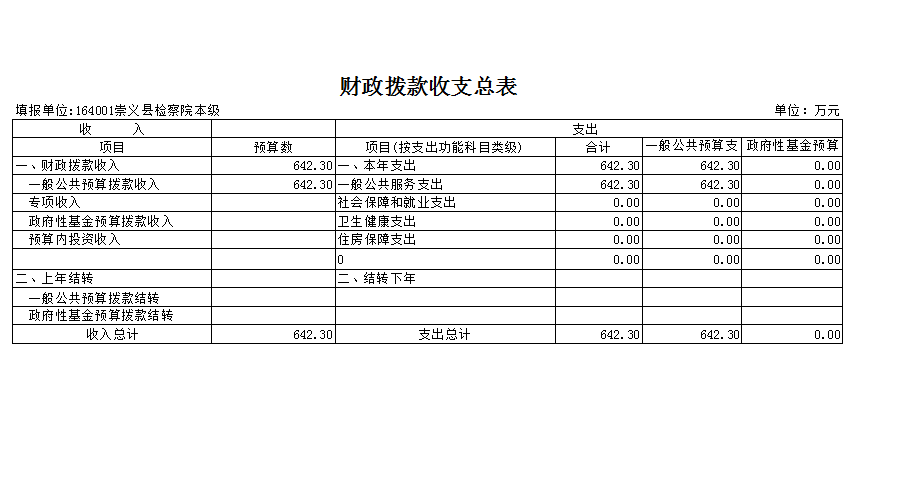 财政拨款收支总表
填报单位:164001崇义县检察院本级 单位：万元
收 入 支出
项目 预算数 项目(按支出功能科目类级) 合计 一般公共预算支 政府性基金预算
一、财政拨款收入 642.30 一、本年支出 642.30 642.30 0.00
一般公共预算拨款收入 642.30 一般公共服务支出 642.30 642.30 0.00
专项收入 社会保障和就业支出 0.00 0.00 0.00
政府性基金预算拨款收入 卫生健康支出 0.00 0.00 0.00
预算内投资收入 住房保障支出 0.00 0.00 0.00
0 0.00 0.00 0.00
二、上年结转 二、结转下年
一般公共预算拨款结转
政府性基金预算拨款结转
收入总计 642.30 支出总计 642.30 642.30 0.00